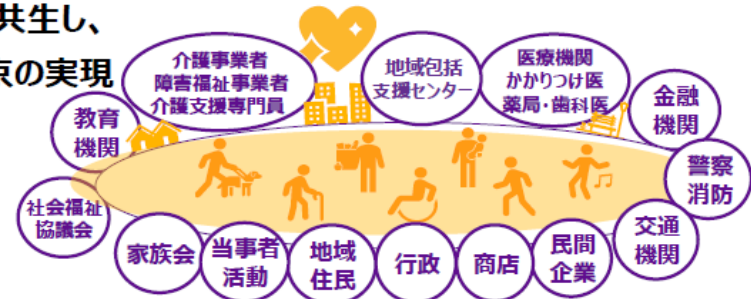 共生し、
京の実現
介護事業者
障害福祉事業者
介護支援専門員
地域包括
支援センター
医療機関
かかりつけ医
薬局・歯科医
教育
機関
金融
機関
警察
消防
社会福祉
協議会
家族会
当事者
活動
地域
住民
行政
商店
民間
企業
交通
機関